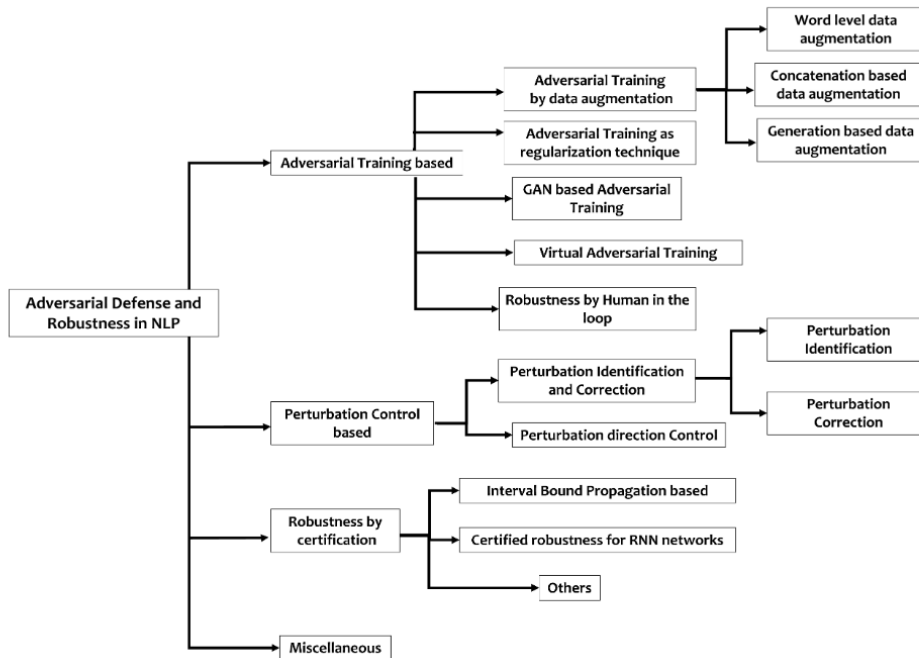 Word level data
augmentation
Adversarial Training
by data augmentation
Concatenation based
data augmentation
Adversarial Training as
regularization technique
Generation based data
augmentation
Adversarial Training based
GAN based Adversarial
Training
Virtual Adversarial Training
Adversarial Defense and
Robustness in NLP
Robustness by Human in the
loop
Perturbation
Identification
Perturbation Identification
and Correction
Perturbation Control
based
Perturbation
Correction
Perturbation direction Control
Interval Bound Propagation based
Robustness by
certification
Certified robustness for RNN networks
Others
Miscellaneous